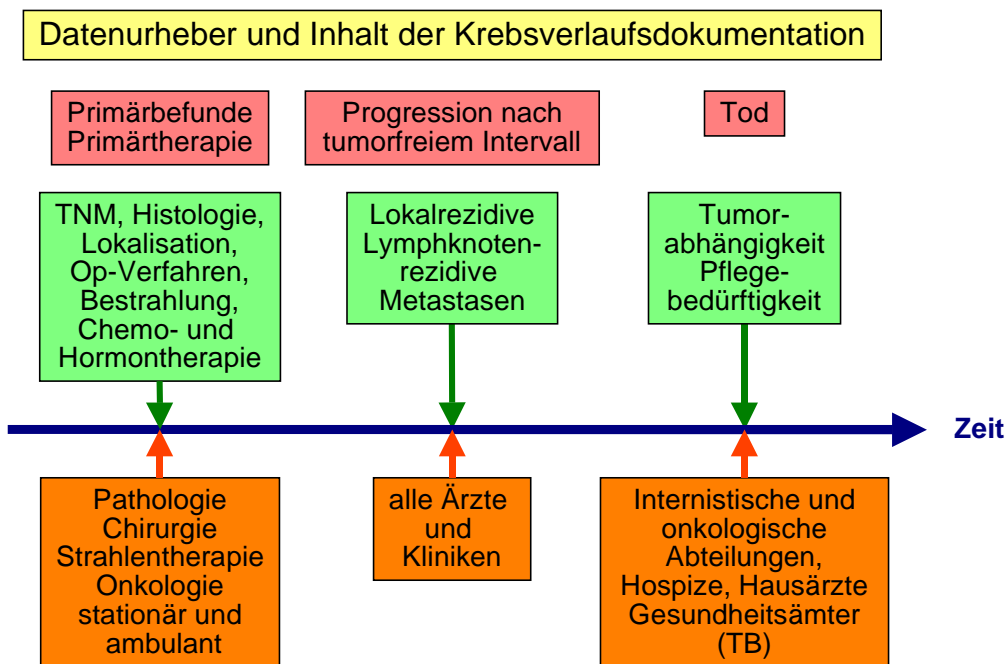 Datenurheber und Inhalt der Krebsverlaufsdokumentation
Primärbefunde
Primärtherapie
Progression nach
tumorfreiem Intervall
Tod
TNM, Histologie,
Lokalisation,
Op-Verfahren,
Bestrahlung,
Chemo- und
Hormontherapie
Lokalrezidive
Lymphknoten-
rezidive
Metastasen
Tumor-
abhängigkeit
Pflege-
bedürftigkeit
Zeit
Pathologie
Chirurgie
Strahlentherapie
Onkologie
stationär und
ambulant
alle Ärzte
und
Kliniken
Internistische und
onkologische
Abteilungen,
Hospize, Hausärzte
Gesundheitsämter
(TB)